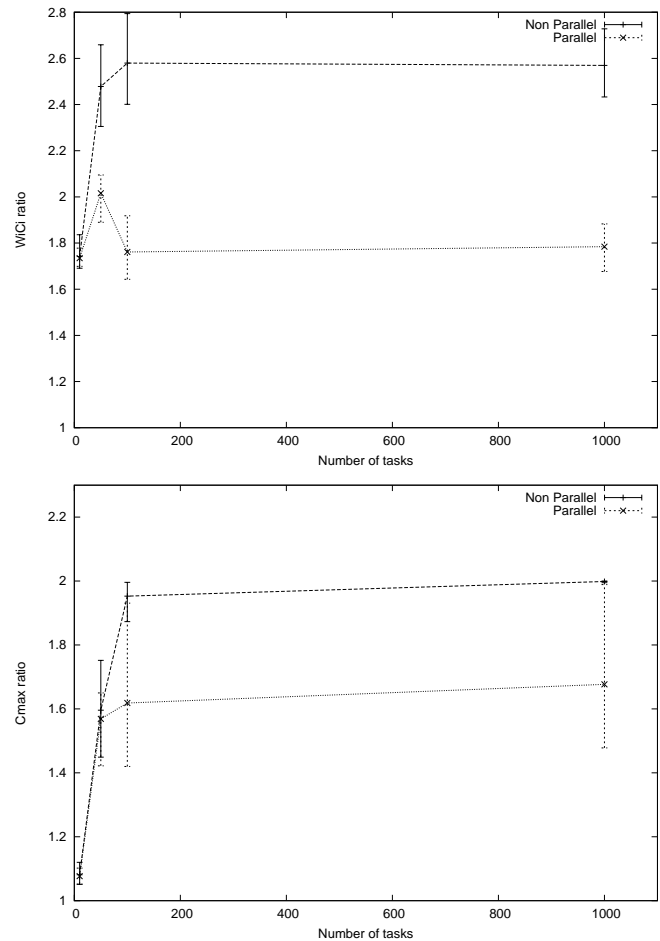 2.8
Non Parallel
Parallel
2.6
2.4
2.2
2
1.8
1.6
1.4
1.2
1
WiCi ratio
0 200 400 600 800 1000
Number of tasks
Non Parallel
Parallel
2.2
2
1.8
1.6
1.4
1.2
1
Cmax ratio
0 200 400 600 800 1000
Number of tasks